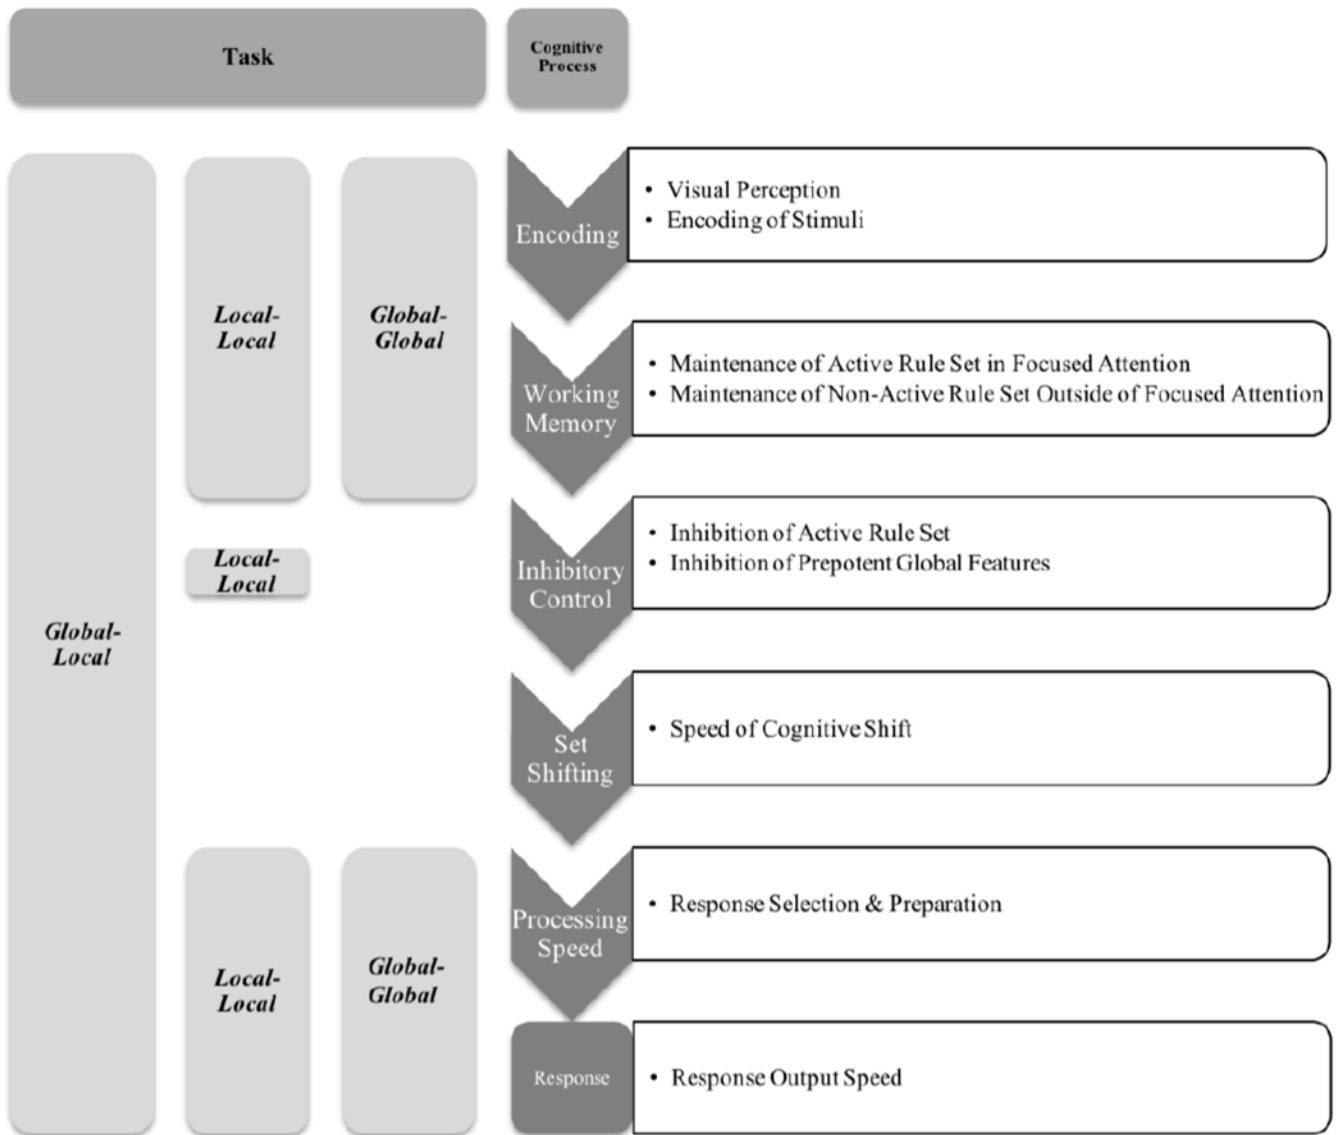 Task
Cognitive
Process
Encoding
• Visual Perception
• Encoding of Stimuli
Local-
Local
Global-
Global
Working
Memory
• Maintenance of Active Rule Set in Focused Attention
• Maintenance of Non-Active Rule Set Outside of Focused Attention
Local-
Local
Inhibitory
Control
• Inhibition of Active Rule Set
• Inhibition of Prepotent Global Features
Global-
Local
Set
Shifting
• Speed of Cognitive Shift
Processing
Speed
• Response Selection & Preparation
Local-
Local
Global-
Global
Response
• Response Output Speed